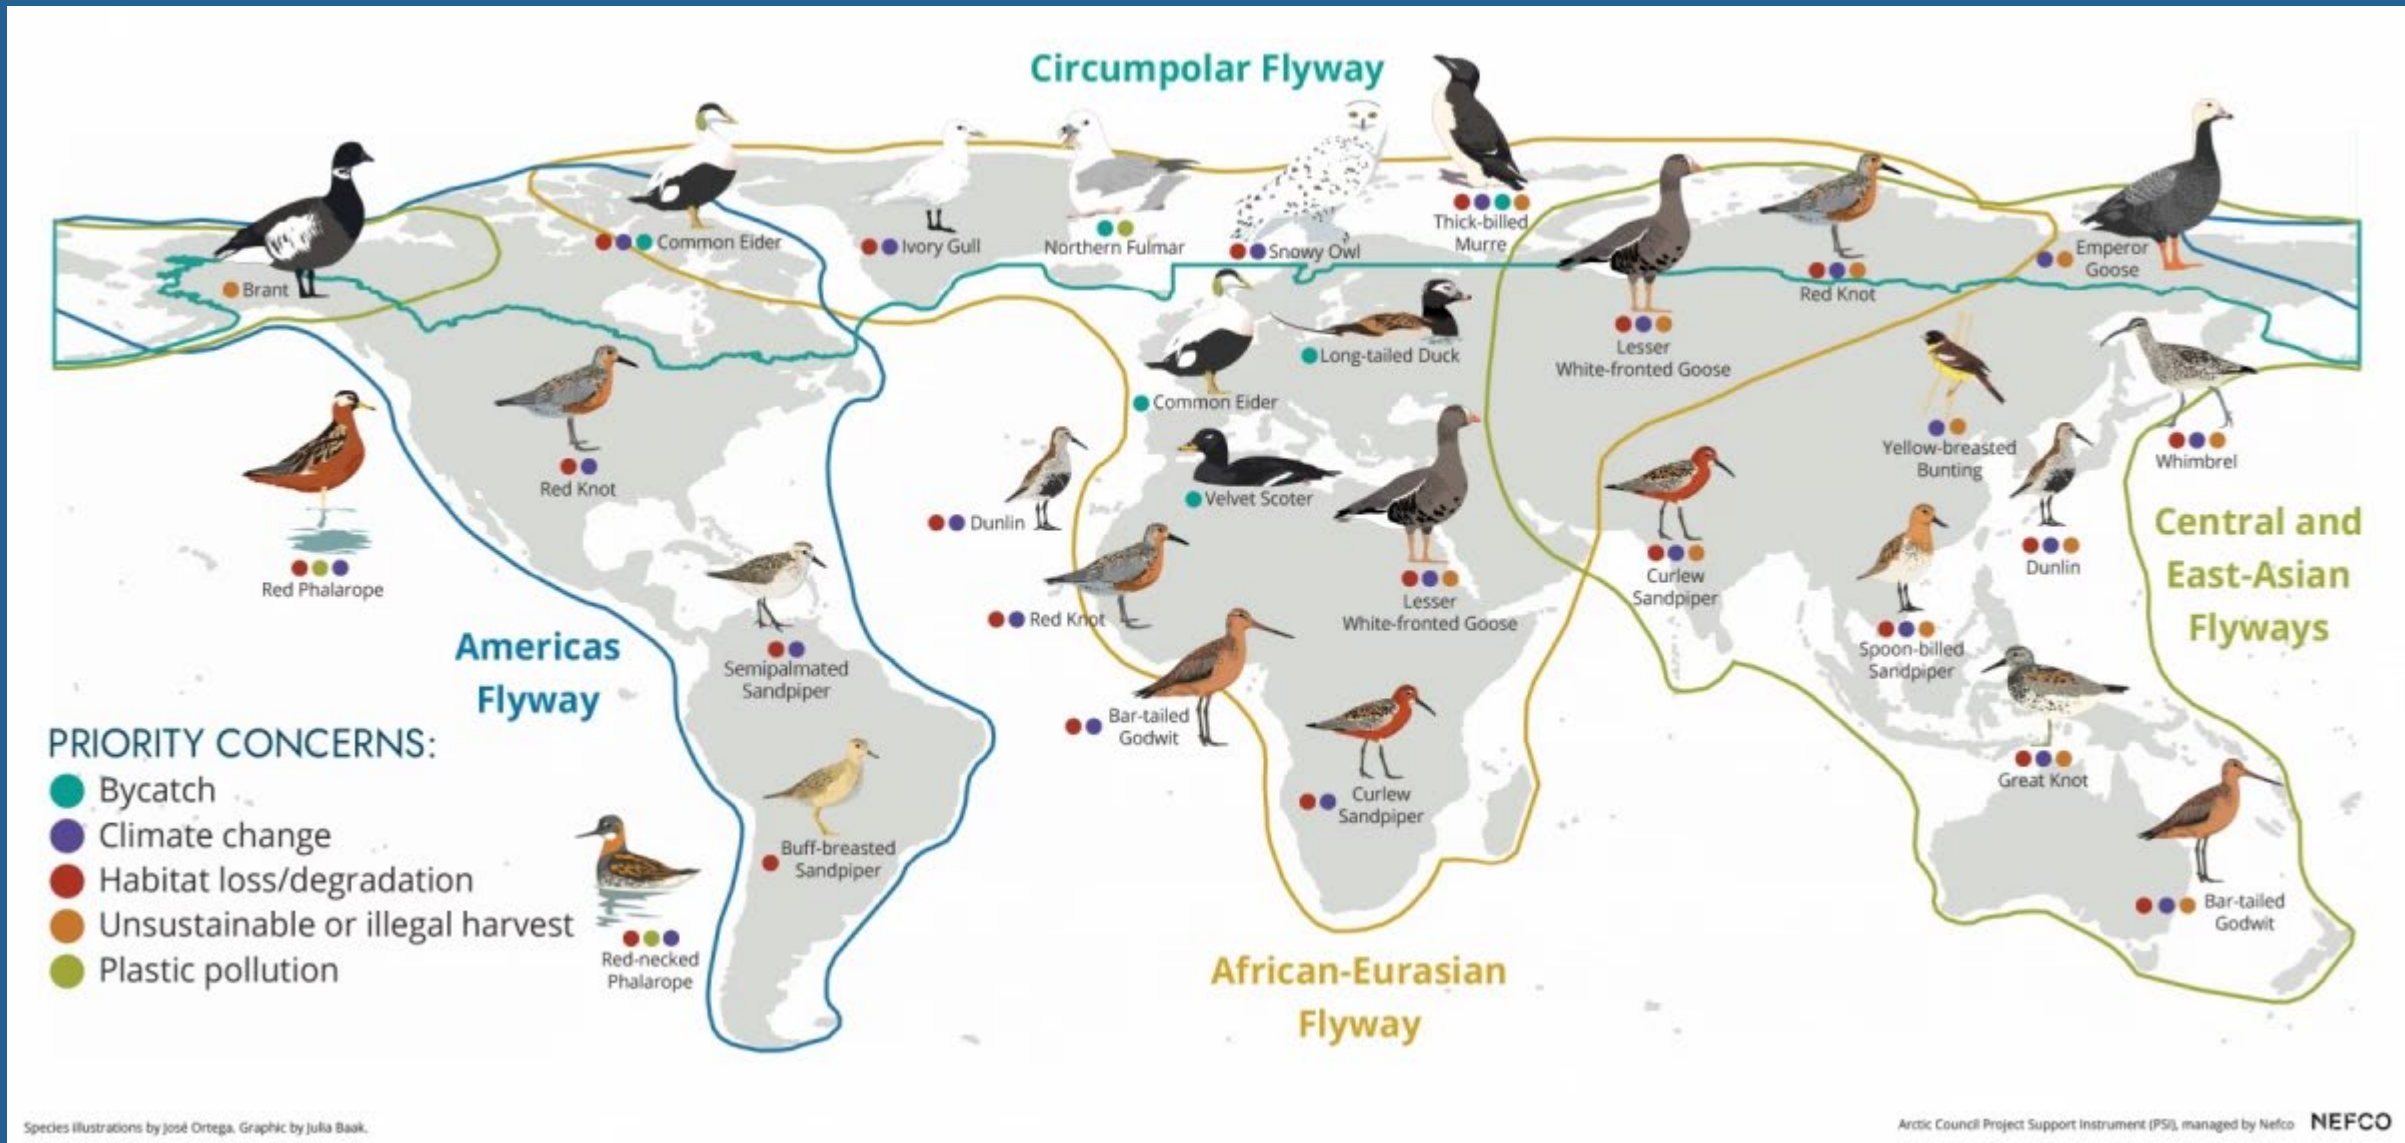 Circumpolar Flyway
Common Eider
Ivory Gull
Northern Fulmar
Snowy Owl
Thick-billed
Murre
Emperor
Goose
Brant
Red Knot
Lesser
White-fronted Goose
Long-tailed Duck
Common Eider
Red Knot
Velvet Scoter
Yellow-breasted
Bunting
Whimbrel
Dunlin
Dunlin
Red Phalarope
Red Knot
Lesser
White-fronted Goose
Curlew
Sandpiper
Central and
East-Asian
Flyways
Americas
Flyway
Semipalmated
Sandpiper
Spoon-billed
Sandpiper
Bar-tailed
Godwit
Great Knot
Curlew
Sandpiper
Buff-breasted
Sandpiper
Bar-tailed
Godwit
Red-necked
Phalarope
African-Eurasian
Flyway
PRIORITY CONCERNS:
Bycatch
Climate change
Habitat loss/degradation
Unsustainable or illegal harvest
Plastic pollution
Species illustrations by José Ortega. Graphic by Julia Baak.
Arctic Council Project Support Instrument (PSI), managed by Nefco NEFCO